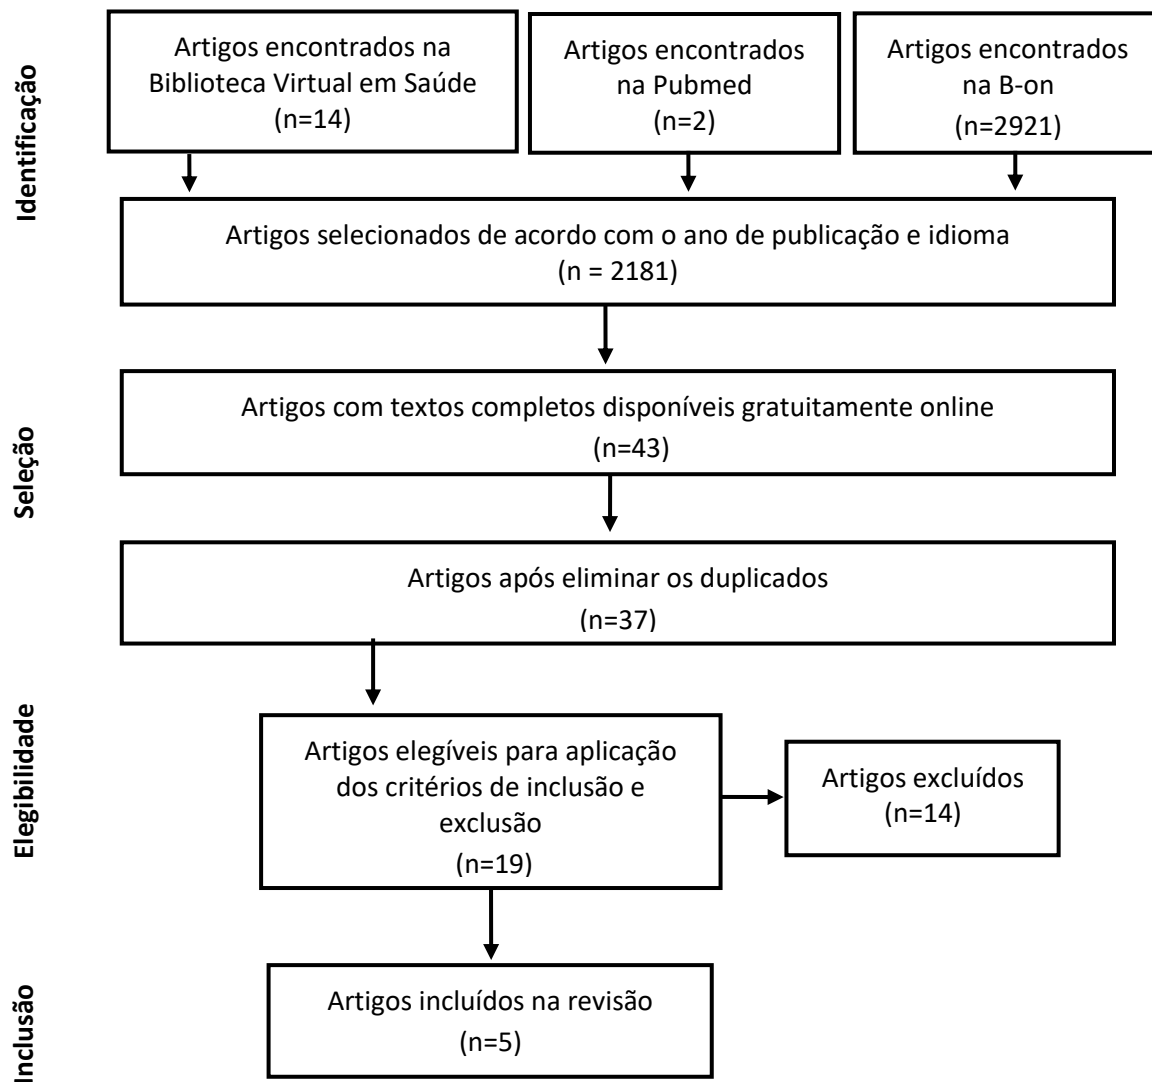 Identificação
Artigos encontrados na
Biblioteca Virtual em Saúde
(n=14)
Artigos encontrados
na Pubmed
(n=2)
Artigos encontrados
na B-on
(n=2921)
Artigos selecionados de acordo com o ano de publicação e idioma
(n = 2181)
Seleção
Artigos com textos completos disponíveis gratuitamente online
(n=43)
Artigos após eliminar os duplicados
(n=37)
Elegibilidade
Artigos elegíveis para aplicação
dos critérios de inclusão e
exclusão
(n=19)
Artigos excluídos
(n=14)
Inclusão
Artigos incluídos na revisão
(n=5)